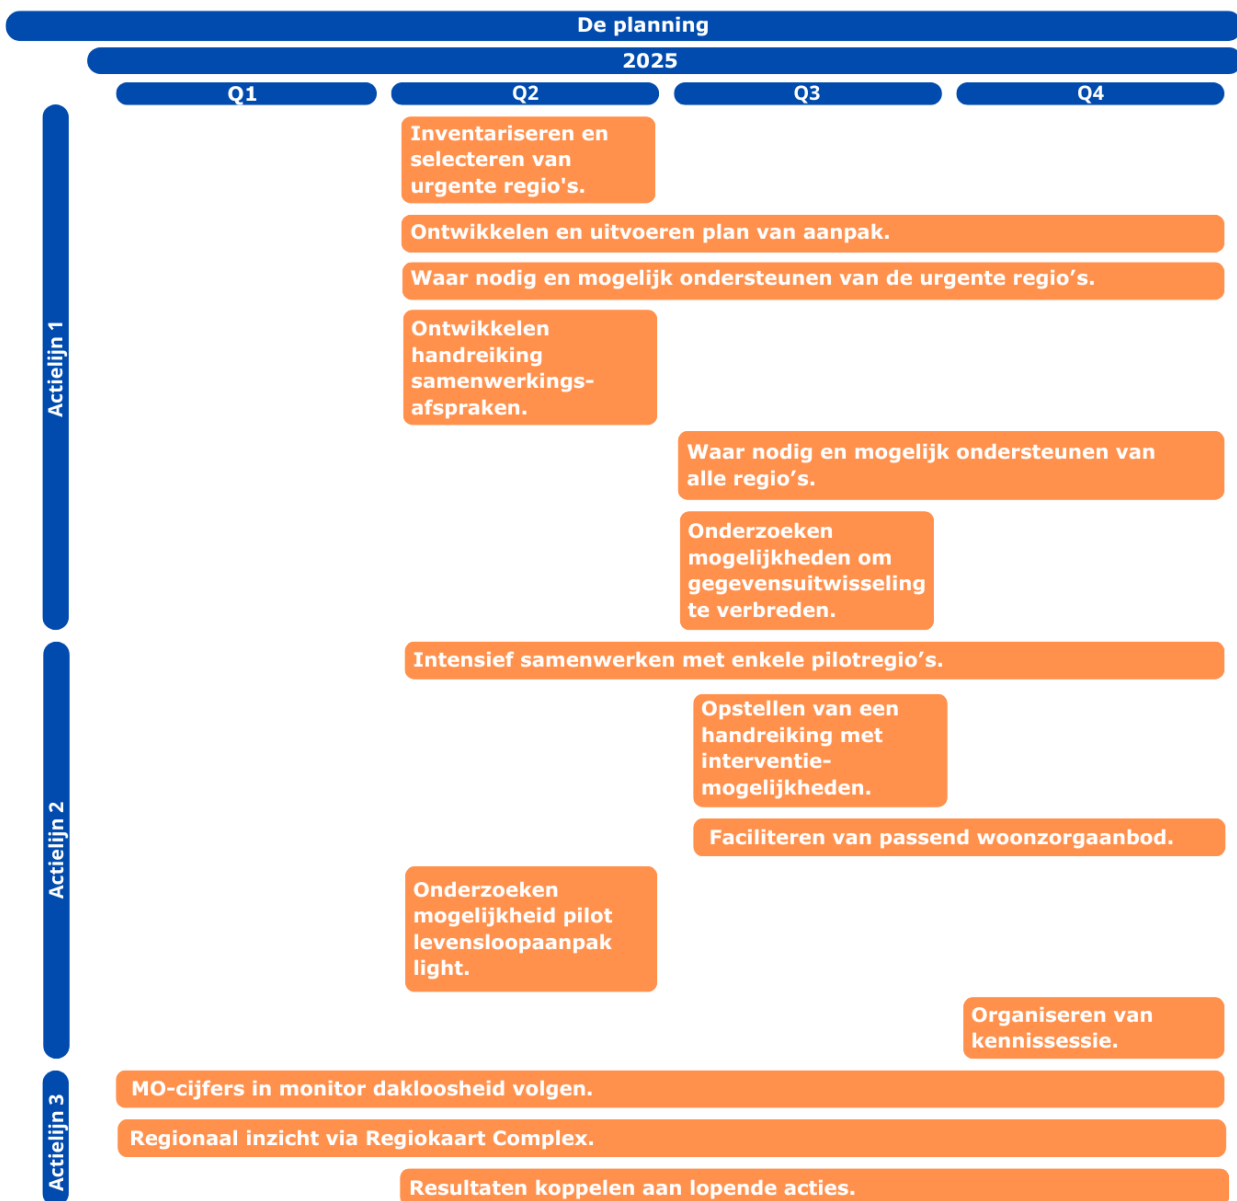 De planning
2025
Q1 Q2 Q3 Q4
Actielijn 1
Inventariseren en
selecteren van
urgente regio's.
Ontwikkelen en uitvoeren plan van aanpak.
Waar nodig en mogelijk ondersteunen van de urgente regio’s.
Ontwikkelen
handreiking
samenwerkings-
afspraken.
Waar nodig en mogelijk ondersteunen van
alle regio’s.
Onderzoeken
mogelijkheden om
gegevensuitwisseling
te verbreden.
Actielijn 2
Intensief samenwerken met enkele pilotregio’s.
Opstellen van een
handreiking met
interventie-
mogelijkheden.
Faciliteren van passend woonzorgaanbod.
Onderzoeken
mogelijkheid pilot
levensloopaanpak
light.
Organiseren van
kennissessie.
Actielijn 3
MO-cijfers in monitor dakloosheid volgen.
Regionaal inzicht via Regiokaart Complex.
Resultaten koppelen aan lopende acties.